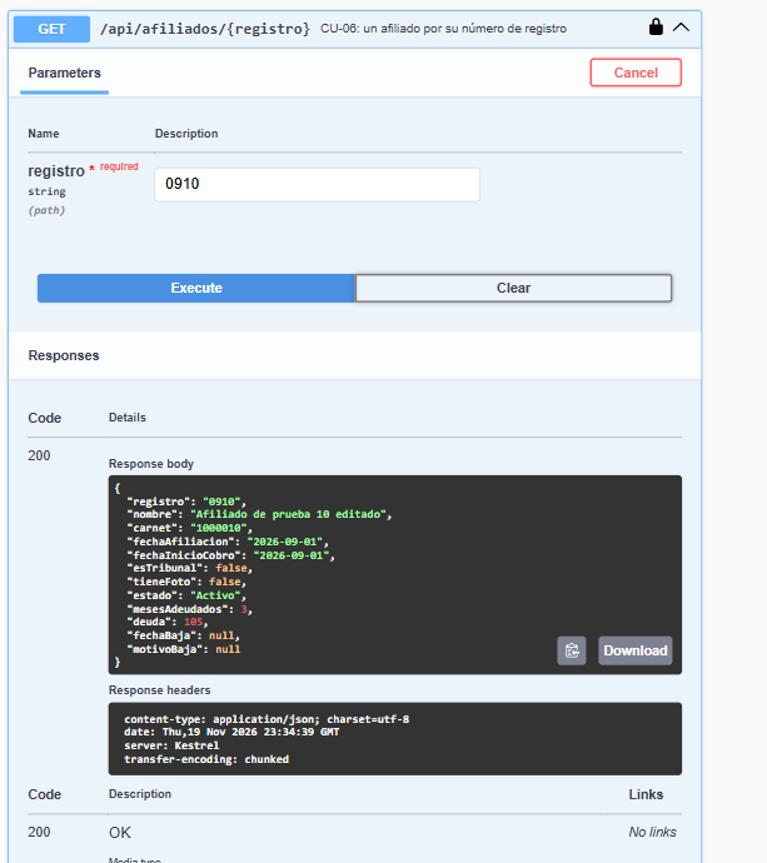 GET /api/afiliados/{registro} CU-06: un afiliado por su número de registro
Parameters
Cancel
Name Description
registro * required
string
(path)
0910
Execute Clear
Responses
Code Details
200
Response body
{
"registro": "0910",
"nombre": "Afiliado de prueba 10 editado",
"carnet": "1000010",
"fechaAfiliacion": "2026-09-01",
"fechaInicioCobro": "2026-09-01",
"esTribunal": false,
"tieneFoto": false,
"estado": "Activo",
"mesesAdeudados": 3,
"deuda": 105,
"fechaBaja": null,
"motivoBaja": null
}
Download
Response headers
content-type: application/json; charset=utf-8
date: Thu,19 Nov 2026 23:34:39 GMT
server: Kestrel
transfer-encoding: chunked
Code Description Links
200 OK No links
Media type